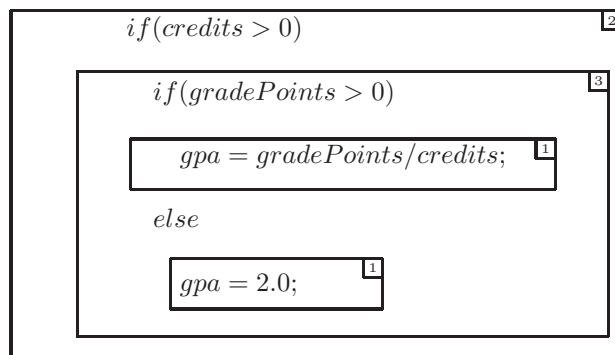 if(credits > 0) 2
if(gradePoints > 0) 3
gpa = gradePoints/credits; 1
else
gpa = 2.0; 1